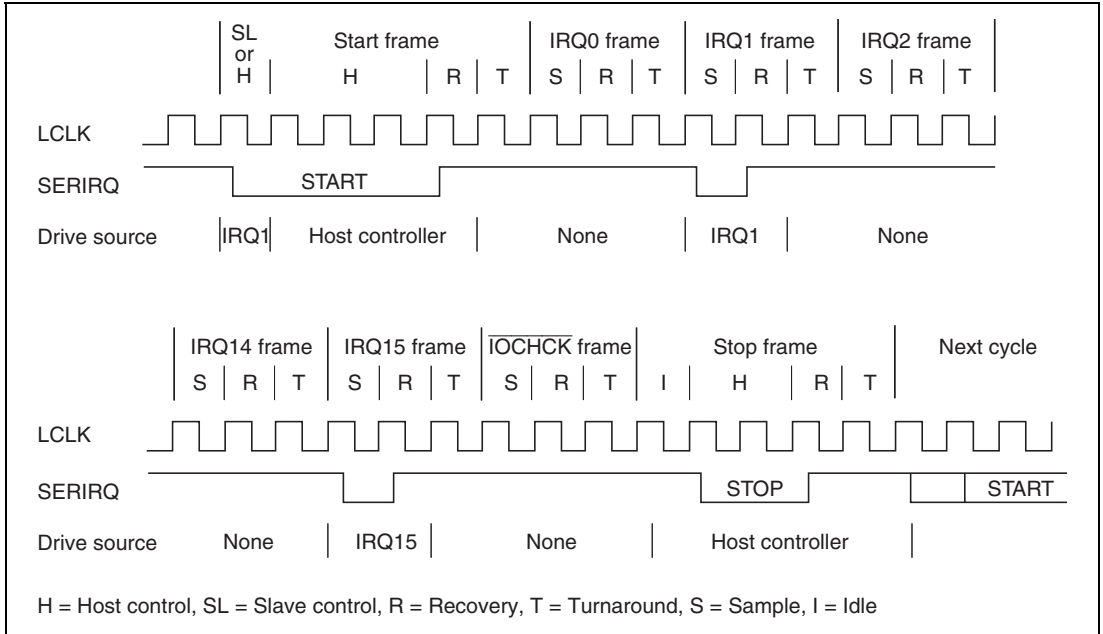 SL
or
H
Start frame
IRQ0 frame
IRQ1 frame
IRQ2 frame
H R T S R T S R T S R T
LCLK
SERIRQ
START
Drive source
IRQ1
Host controller
None
IRQ1
None
IRQ14 frame
IRQ15 frame
IOCHCK frame
Stop frame
Next cycle
S R T S R T S R T I H R T
LCLK
SERIRQ
STOP
START
Drive source
None
IRQ15
None
Host controller
H = Host control, SL = Slave control, R = Recovery, T = Turnaround, S = Sample, I = Idle